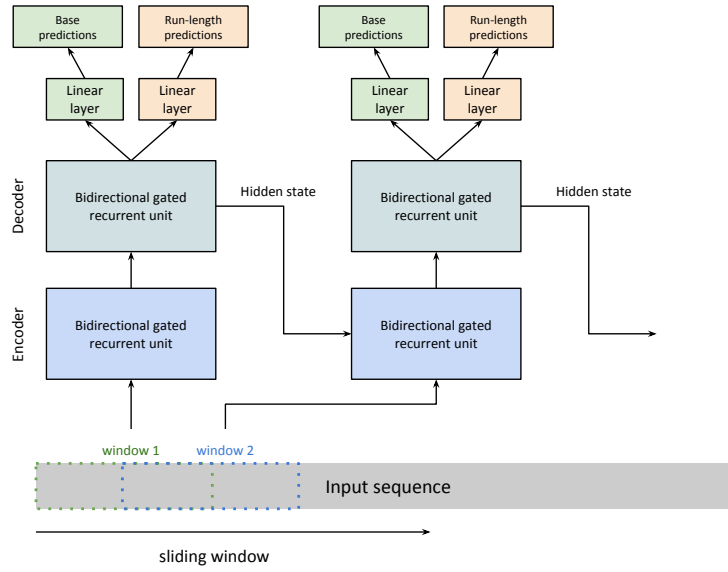 Base
predictions
Run-length
predictions
Base
predictions
Run-length
predictions
Linear
layer
Linear
layer
Linear
layer
Linear
layer
Decoder
Bidirectional gated
recurrent unit
Hidden state
Bidirectional gated
recurrent unit
Hidden state
Encoder
Bidirectional gated
recurrent unit
Bidirectional gated
recurrent unit
window 1
window 2
Input sequence
sliding window